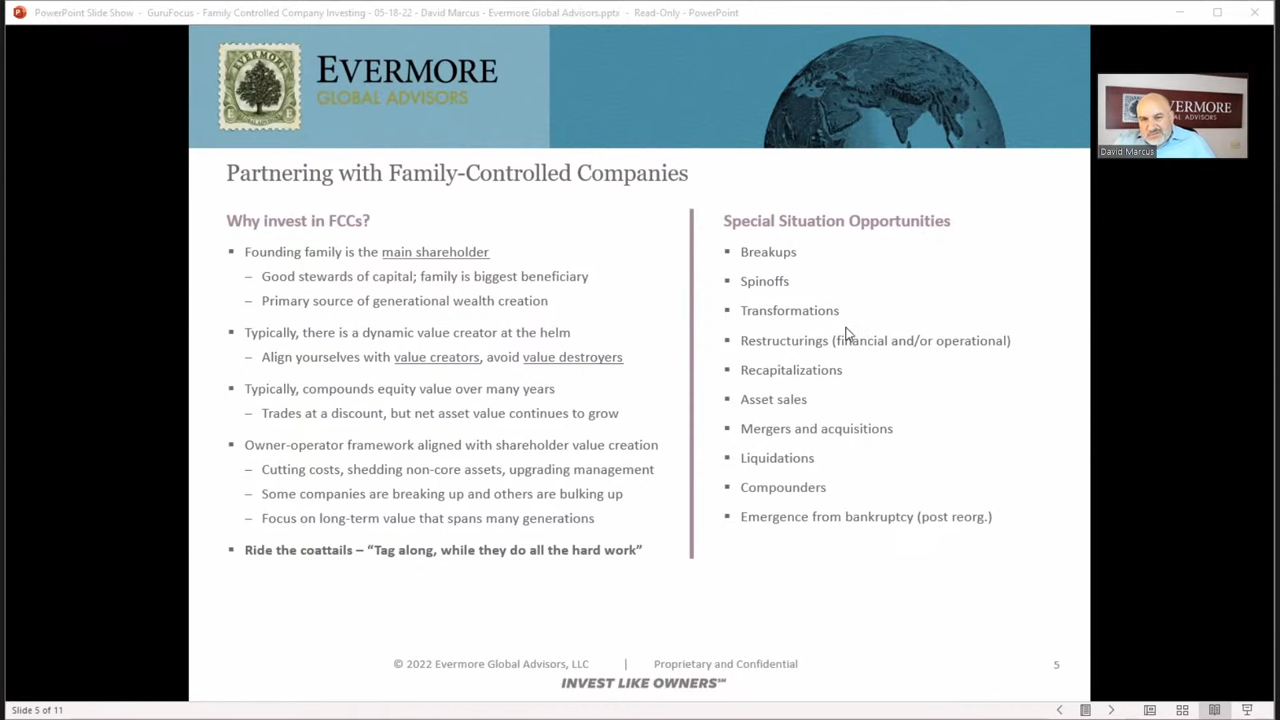 PowerPoint Slide Show - GuruFocus - Family Controlled Company Investing - 05-18-22 - David Marcus - Evermore Global Advisors.pptx - Read-Only - PowerPoint
EVERMORE
GLOBAL ADVISORS
EVERMORE
GLOBAL ADVISORS
VERMORE
AL ADVISORS
David Marcus
Partnering with Family-Controlled Companies
Why invest in FCCs?
▪ Founding family is the main shareholder
– Good stewards of capital; family is biggest beneficiary
– Primary source of generational wealth creation
▪ Typically, there is a dynamic value creator at the helm
– Align yourselves with value creators, avoid value destroyers
▪ Typically, compounds equity value over many years
– Trades at a discount, but net asset value continues to grow
▪ Owner-operator framework aligned with shareholder value creation
– Cutting costs, shedding non-core assets, upgrading management
– Some companies are breaking up and others are bulking up
– Focus on long-term value that spans many generations
▪ Ride the coattails – “Tag along, while they do all the hard work”
Special Situation Opportunities
▪ Breakups
▪ Spinoffs
▪ Transformations
▪ Restructurings (financial and/or operational)
▪ Recapitalizations
▪ Asset sales
▪ Mergers and acquisitions
▪ Liquidations
▪ Compounders
▪ Emergence from bankruptcy (post reorg.)
© 2022 Evermore Global Advisors, LLC | Proprietary and Confidential
5
INVEST LIKE OWNERS℠
Slide 5 of 11